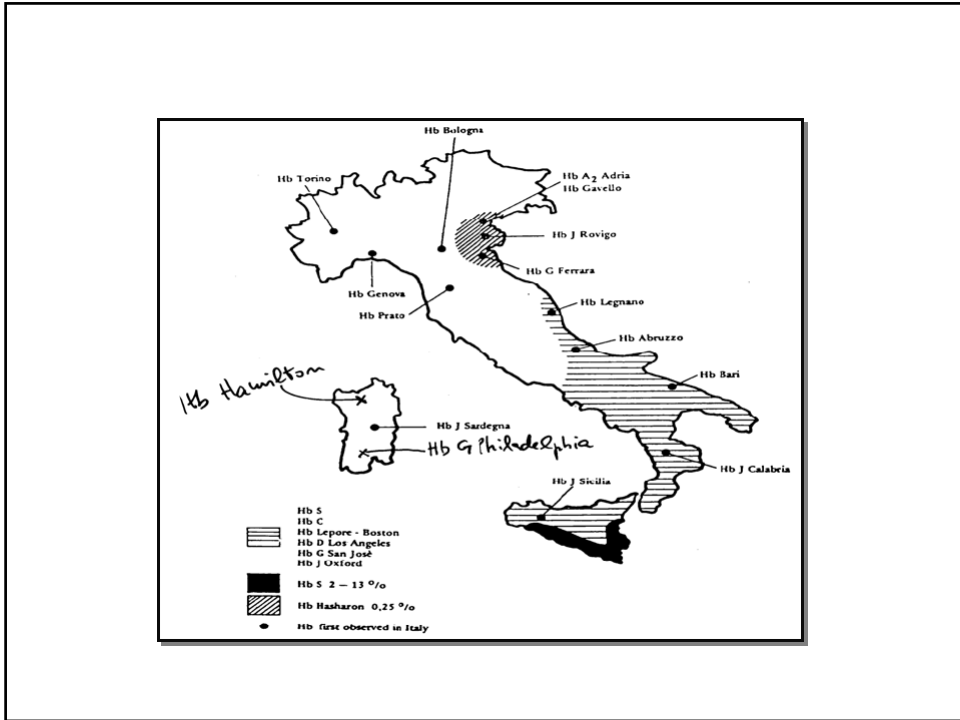 Hb Bologna
Hb Torino
Hb A₂ Adria
Hb Gavello
Hb J Rovigo
Hb G Ferrara
Hb Genova
Hb Legnano
Hb Prato
Hb Abruzzo
Hb Hamilton
Hb Bari
Hb J Sardegna
Hb G Philadelphia
Hb J Calabria
Hb J Sicilia
Hb S
Hb C
Hb Lepore - Boston
Hb D Los Angeles
Hb G San José
Hb J Oxford
Hb S 2 – 13 º/o
Hb Hasharon 0,25 º/o
Hb first observed in Italy